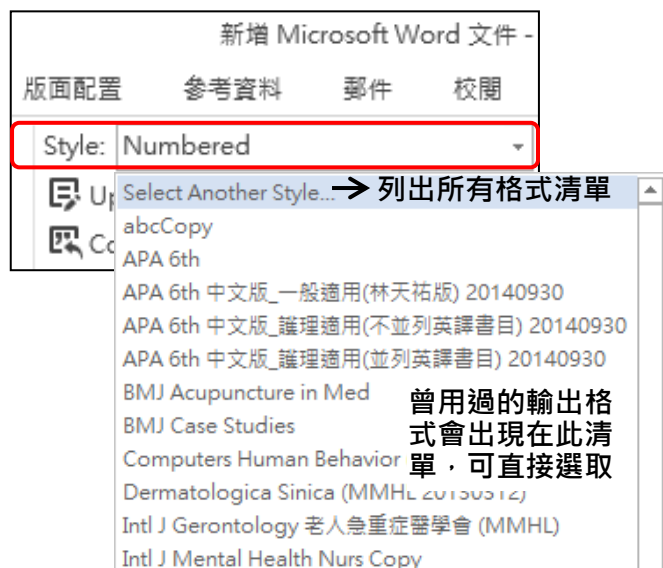 新增 Microsoft Word 文件 -
版面配置 參考資料 郵件 校閱
Style: Numbered
Select Another Style... → 列出所有格式清單
abcCopy
APA 6th
APA 6th 中文版_一般適用(林天祐版) 20140930
APA 6th 中文版_護理適用(不並列英譯書目) 20140930
APA 6th 中文版_護理適用(並列英譯書目) 20140930
BMJ Acupuncture in Med
BMJ Case Studies
Computers Human Behavior
Dermatologica Sinica (MMHL 20130312)
Intl J Gerontology 老人急重症醫學會 (MMHL)
Intl J Mental Health Nurs Copy
曾用過的輸出格
式會出現在此清
單，可直接選取